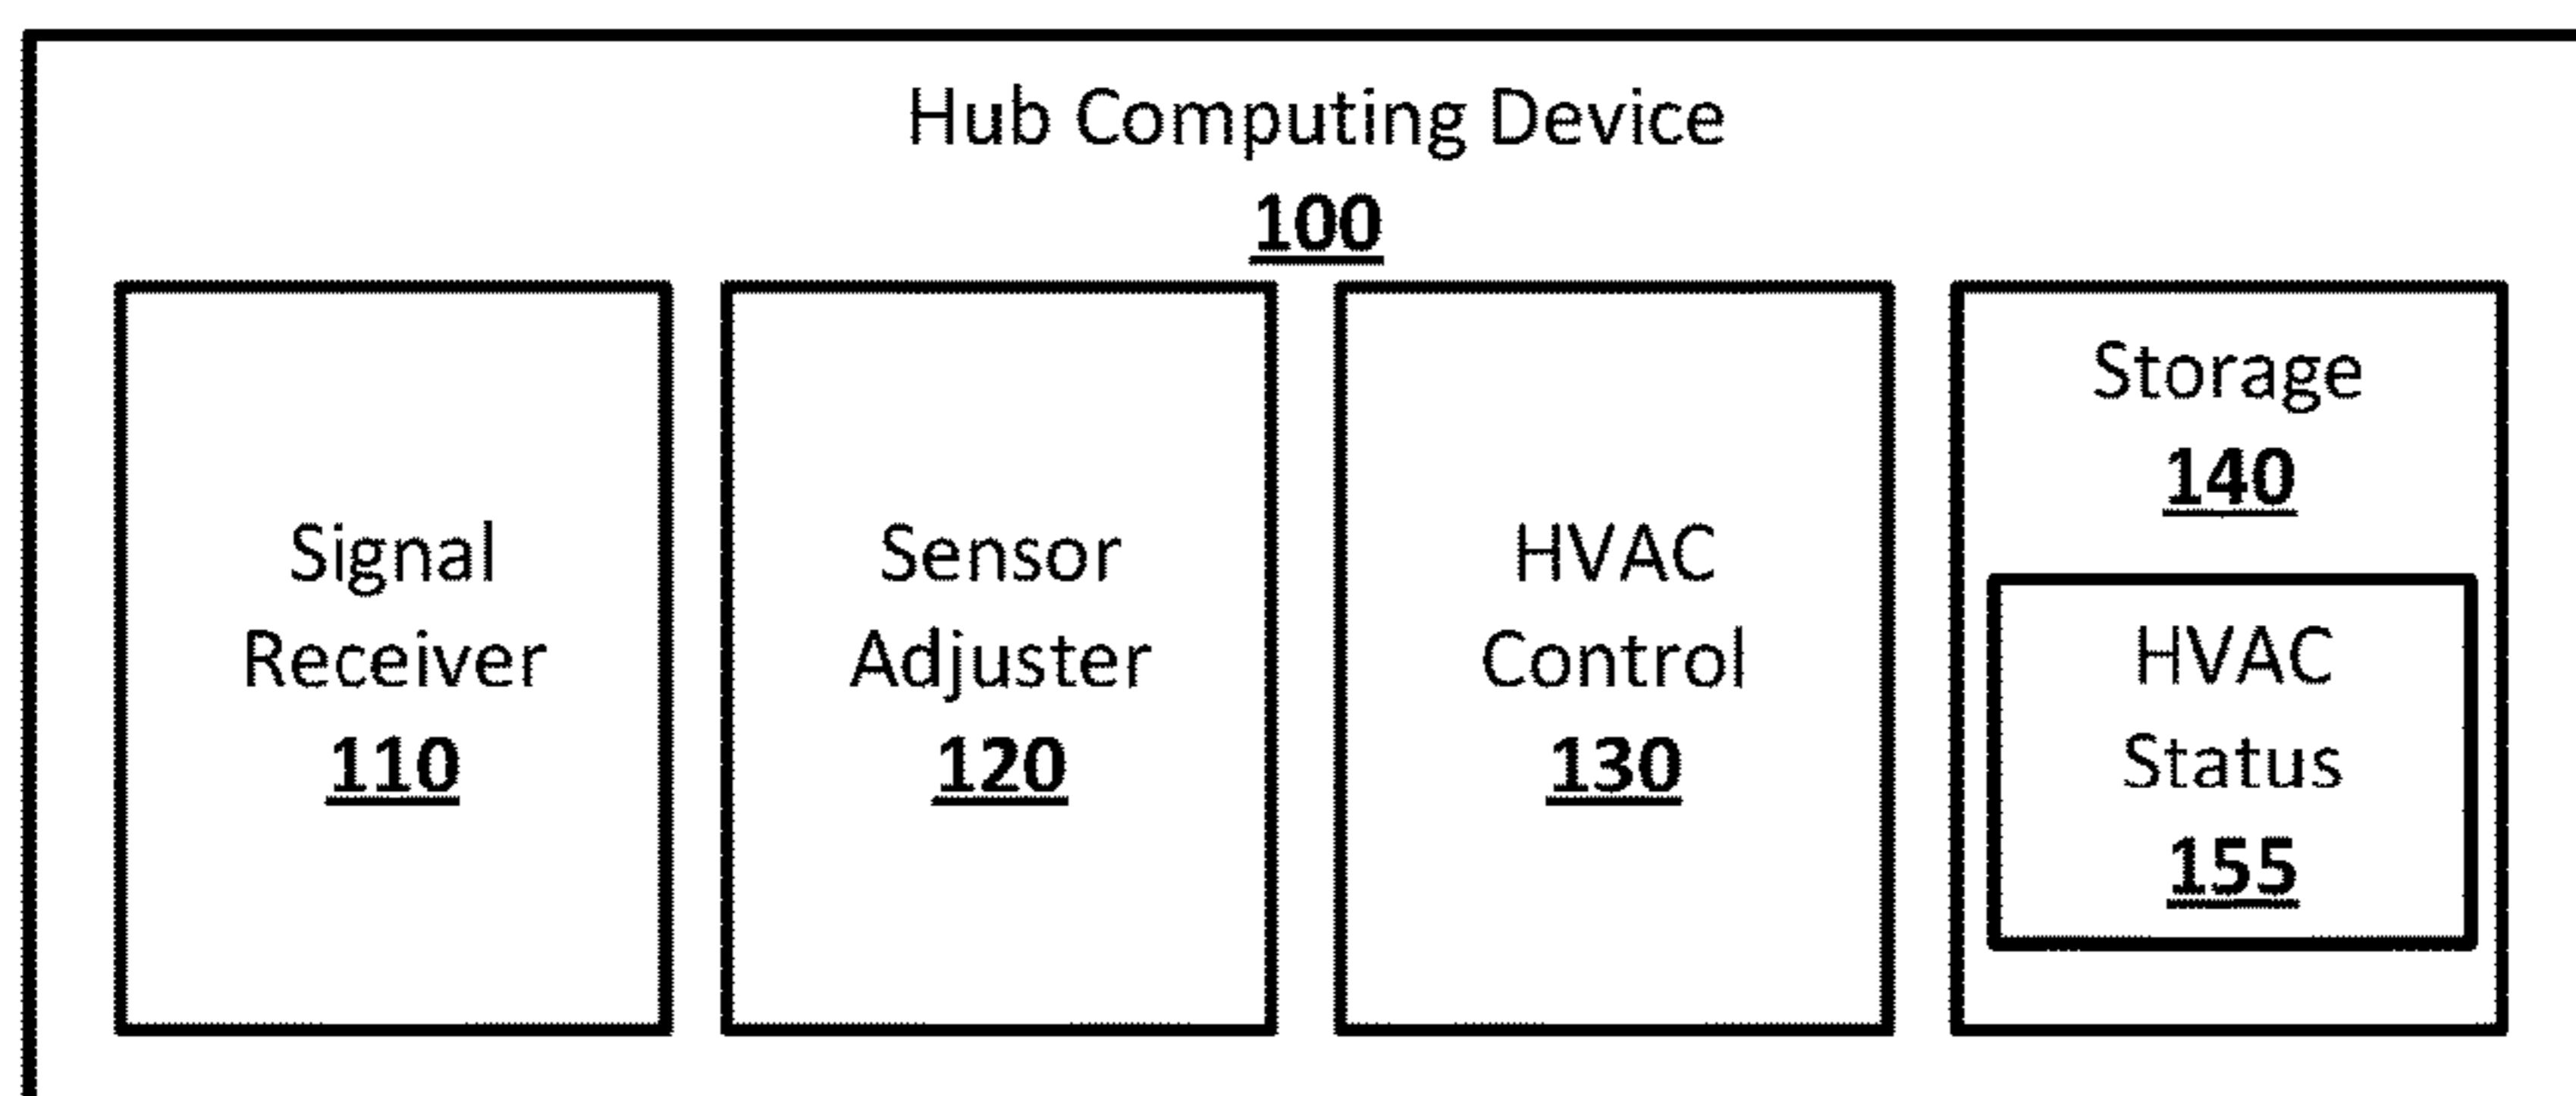 Hub Computing Device
100
Signal
Receiver
110
Sensor
Adjuster
120
HVAC
Control
130
Storage
140
HVAC
Status
155